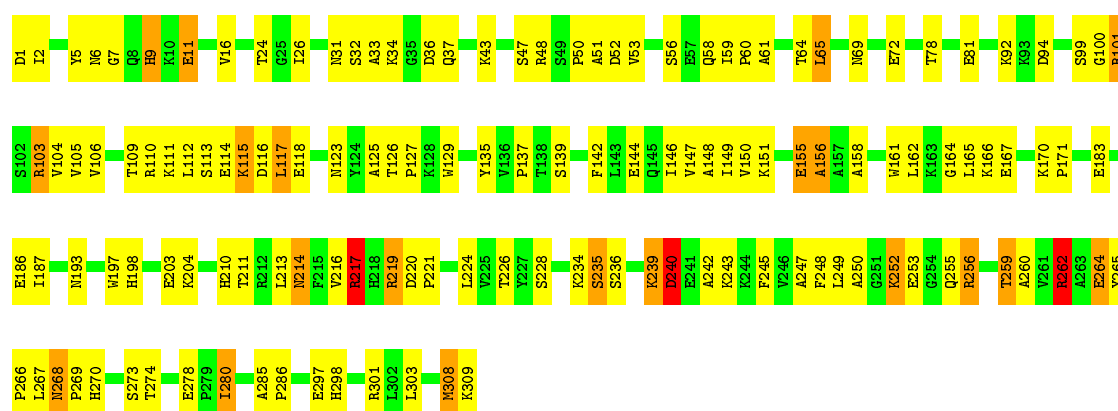 D1 I2 Y5 N6 G7 Q8 H9 K10 E11 V16 T24 G25 I26 N31 S32 A33 K34 G35 D36 Q37 K43 S47 R48 S49 P50 A51 D52 V53 S56 E57 Q58 I59 P60 A61 T64 L65 N69 E72 T78 E81 K92 K93 D94 S99 G100 R101
S102 R103 V104 V105 V106 T109 R110 K111 L112 S113 E114 K115 D116 L117 E118 N123 Y124 A125 T126 P127 K128 W129 Y135 V136 P137 T138 S139 F142 L143 E144 Q145 I146 V147 A148 I149 V150 K151 E155 A156 A157 A158 W161 L162 K163 G164 L165 K166 E167 K170 P171 E183
E186 I187 N193 W197 H198 E203 K204 H210 T211 R212 L213 N214 F215 V216 R217 H218 R219 D220 P221 L224 V225 T226 Y227 S228 K234 S235 S236 K239 D240 E241 A242 K243 K244 F245 V246 A247 F248 L249 A250 G251 K252 E253 G254 Q255 R256 T259 A260 V261 R262 A263 E264 Y265
P266 L267 N268 P269 H270 S273 T274 E278 P279 I280 A285 P286 E297 H298 R301 L302 L303 M308 K309